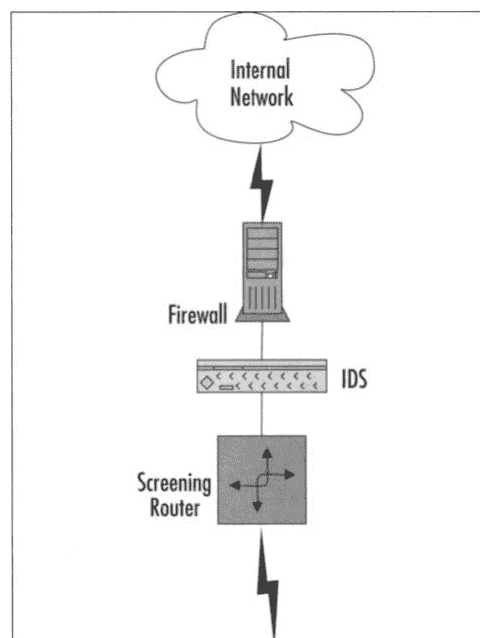 Internal
Network
Firewall
IDS
Screening
Router